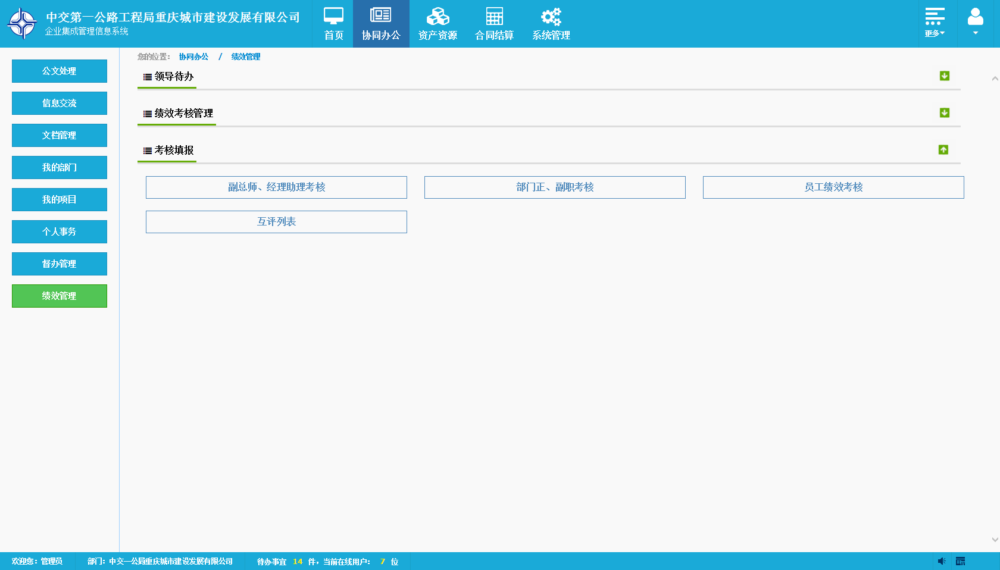 中交第一公路工程局重庆城市建设发展有限公司
企业集成管理信息系统
首页
协同办公
资产资源
合同结算
系统管理
更多
您的位置： 协同办公 / 绩效管理
公文处理
信息交流
文档管理
我的部门
我的项目
个人事务
督办管理
绩效管理
领导待办
绩效考核管理
考核填报
副总师、经理助理考核
部门正、副职考核
员工绩效考核
互评列表
欢迎您：管理员
部门：中交一公局重庆城市建设发展有限公司
待办事宜 14 件，当前在线用户： 7 位